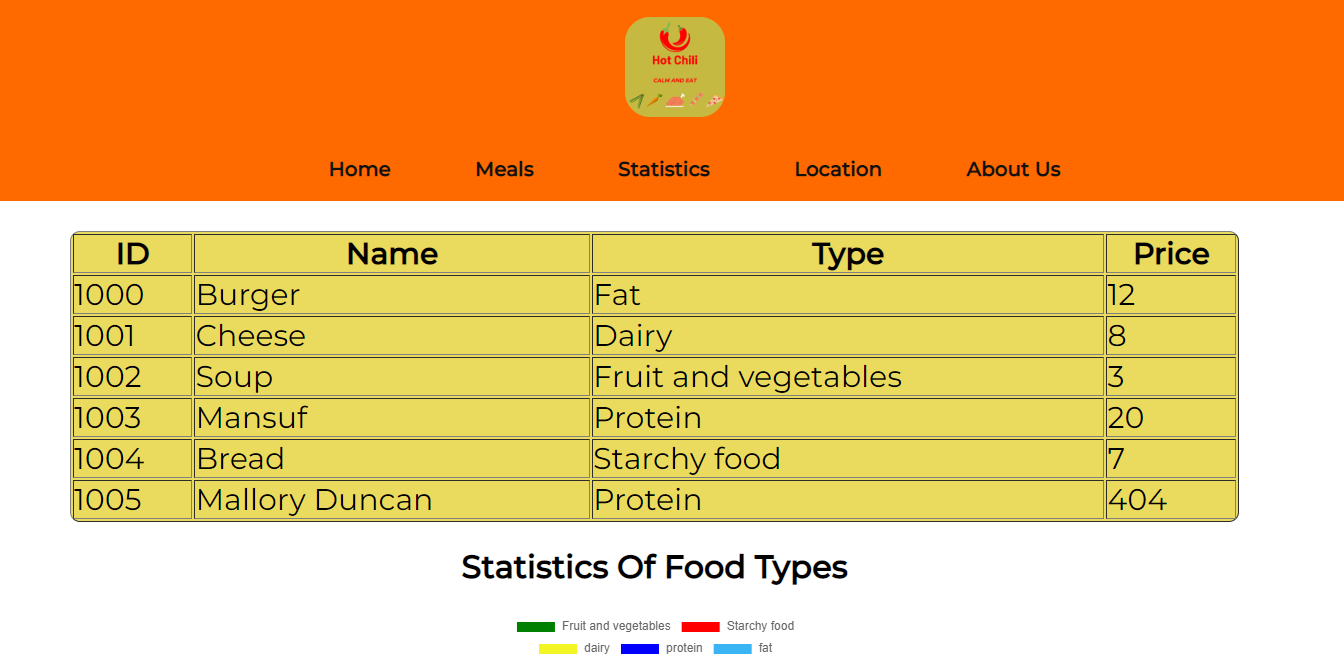 Hot Chili
CALM AND EAT
Home Meals Statistics Location About Us
ID Name Type Price
1000 Burger Fat 12
1001 Cheese Dairy 8
1002 Soup Fruit and vegetables 3
1003 Mansuf Protein 20
1004 Bread Starchy food 7
1005 Mallory Duncan Protein 404
Statistics Of Food Types
Fruit and vegetables Starchy food
dairy protein fat